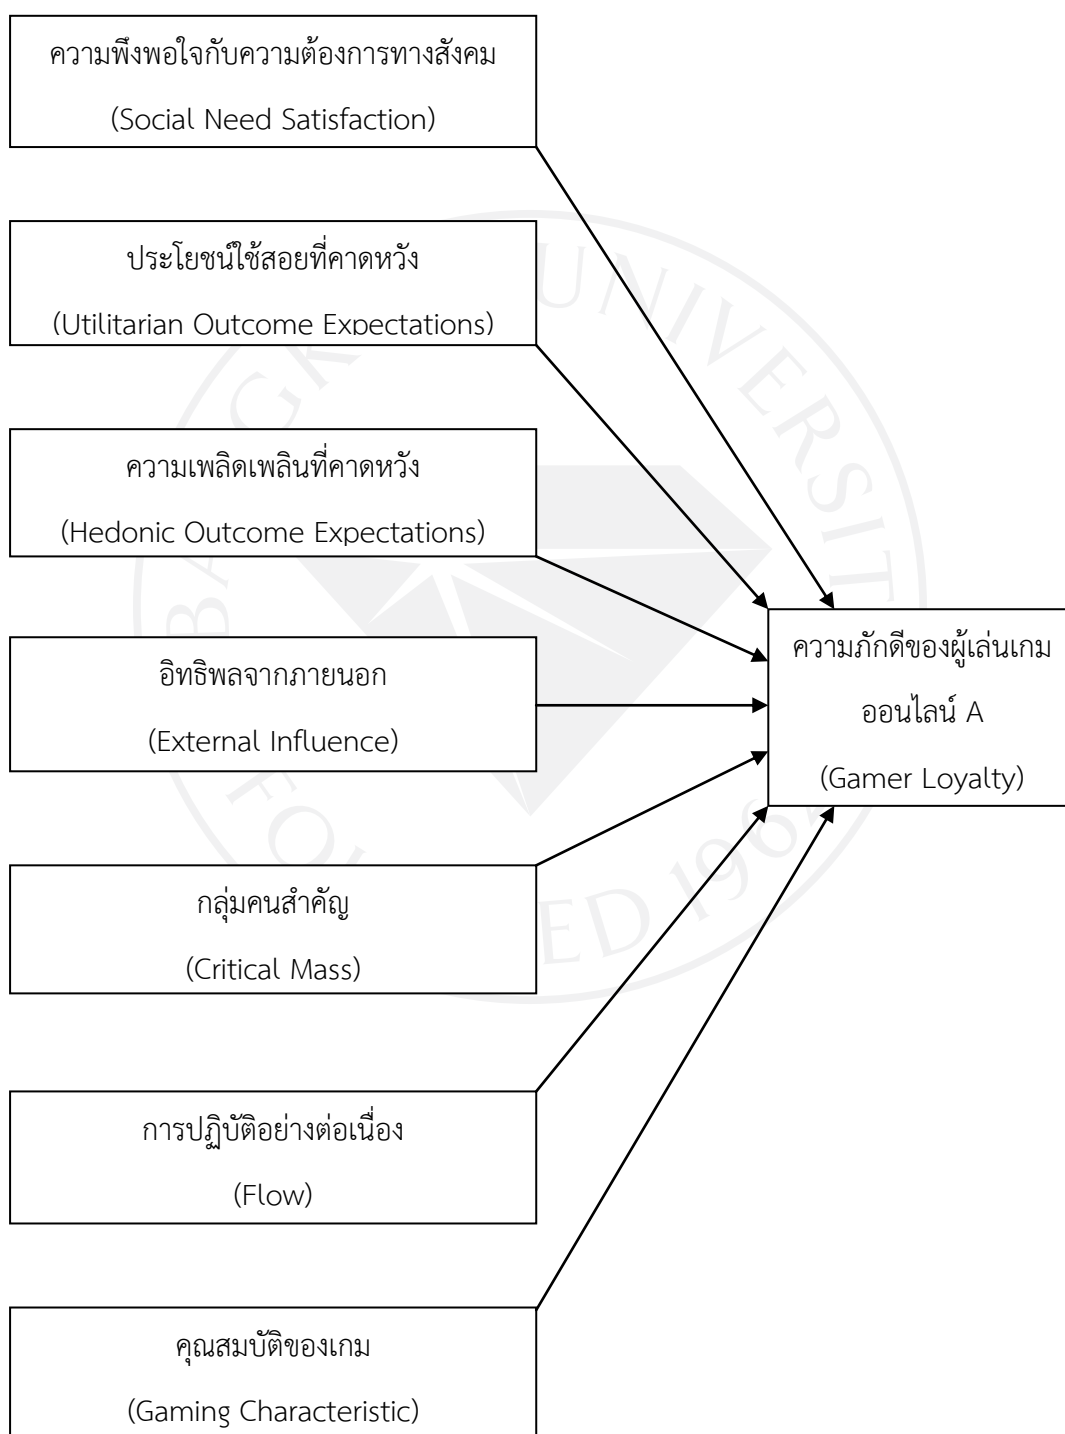 ความพึงพอใจกับความต้องการทางสังคม
(Social Need Satisfaction)
ประโยชน์ใช้สอยที่คาดหวัง
(Utilitarian Outcome Expectations)
ความเพลิดเพลินที่คาดหวัง
(Hedonic Outcome Expectations)
อิทธิพลจากภายนอก
(External Influence)
ความภักดีของผู้เล่นเกม
ออนไลน์ A
(Gamer Loyalty)
กลุ่มคนสำคัญ
(Critical Mass)
การปฏิบัติอย่างต่อเนื่อง
(Flow)
คุณสมบัติของเกม
(Gaming Characteristic)